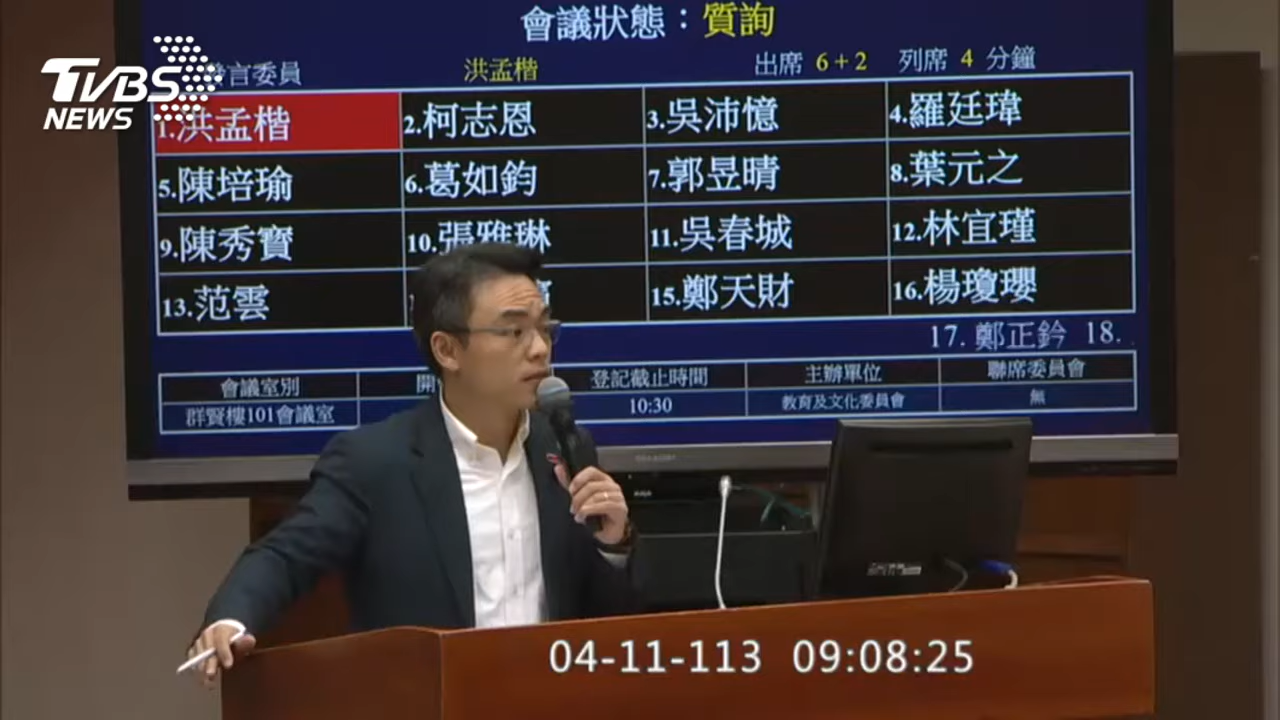 會議狀態：質詢
TVBS NEWS
言委員 洪孟楷 出席 6+2 列席 4 分鐘
1.洪孟楷 2.柯志恩 3.吳沛憶 4.羅廷瑋
5.陳培瑜 6.葛如鈞 7.郭昱晴 8.葉元之
9.陳秀寳 10.張雅琳 11.吳春城 12.林宜瑾
13.范雲 15.鄭天財 16.楊瓊瓔
17. 鄭正鈐 18.
會議室別 開 登記截止時間 主辦單位 聯席委員會
群賢樓101會議室 10:30 教育及文化委員會 無
04-11-113 09:08:25